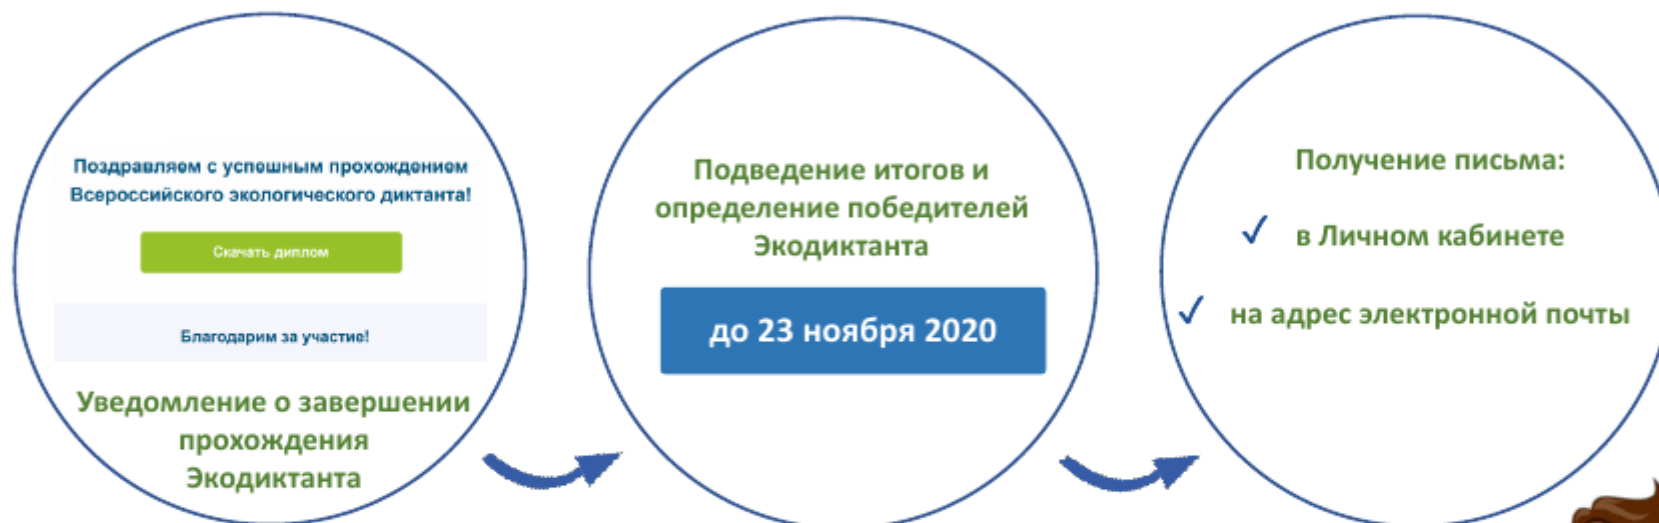 Поздравляем с успешным прохождением
Всероссийского экологического диктанта!
Скачать диплом
Благодарим за участие!
Уведомление о завершении
прохождения
Экодиктанта
Подведение итогов и
определение победителей
Экодиктанта
до 23 ноября 2020
Получение письма:
✓ в Личном кабинете
✓ на адрес электронной почты